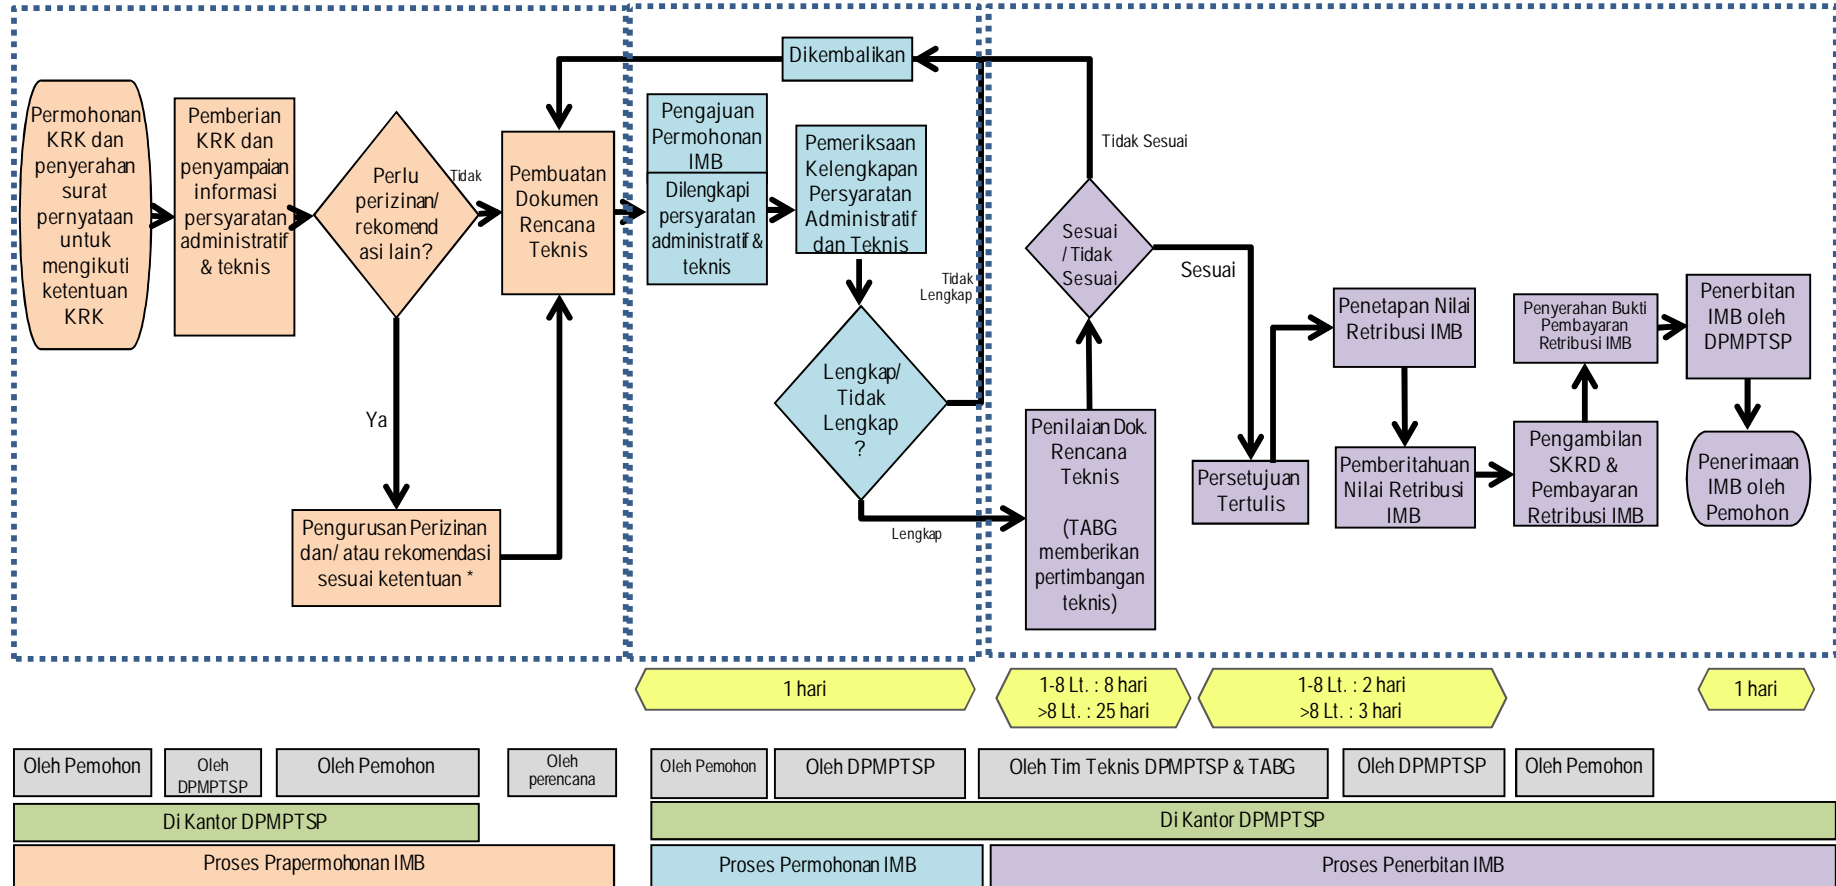 Permohonan
KRK dan
penyerahan
surat
pernyataan
untuk
mengikuti
ketentuan
KRK
Pemberian
KRK dan
penyampaian
informasi
persyaratan
administratif
& teknis
Perlu
perizinan/
rekomend
asi lain?
Tidak
Ya
Pengurusan Perizinan
dan/ atau rekomendasi
sesuai ketentuan *
Pembuatan
Dokumen
Rencana
Teknis
Dikembalikan
Pengajuan
Permohonan
IMB
Dilengkapi
persyaratan
administratif &
teknis
Pemeriksaan
Kelengkapan
Persyaratan
Administratif
dan Teknis
Lengkap/
Tidak
Lengkap
?
Tidak
Lengkap
Lengkap
Penilaian Dok.
Rencana
Teknis
(TABG
memberikan
pertimbangan
teknis)
Sesuai
/ Tidak
Sesuai
Tidak Sesuai
Sesuai
Persetujuan
Tertulis
Penetapan Nilai
Retribusi IMB
Pemberitahuan
Nilai Retribusi
IMB
Pengambilan
SKRD &
Pembayaran
Retribusi IMB
Penyerahan Bukti
Pembayaran
Retribusi IMB
Penerbitan
IMB oleh
DPMPTSP
Penerimaan
IMB oleh
Pemohon
1 hari
1-8 Lt. : 8 hari
>8 Lt. : 25 hari
1-8 Lt. : 2 hari
>8 Lt. : 3 hari
1 hari
Oleh Pemohon
Oleh
DPMPTSP
Oleh Pemohon
Oleh
perencana
Oleh Pemohon
Oleh DPMPTSP
Oleh Tim Teknis DPMPTSP & TABG
Oleh DPMPTSP
Oleh Pemohon
Di Kantor DPMPTSP
Di Kantor DPMPTSP
Proses Prapermohonan IMB
Proses Permohonan IMB
Proses Penerbitan IMB